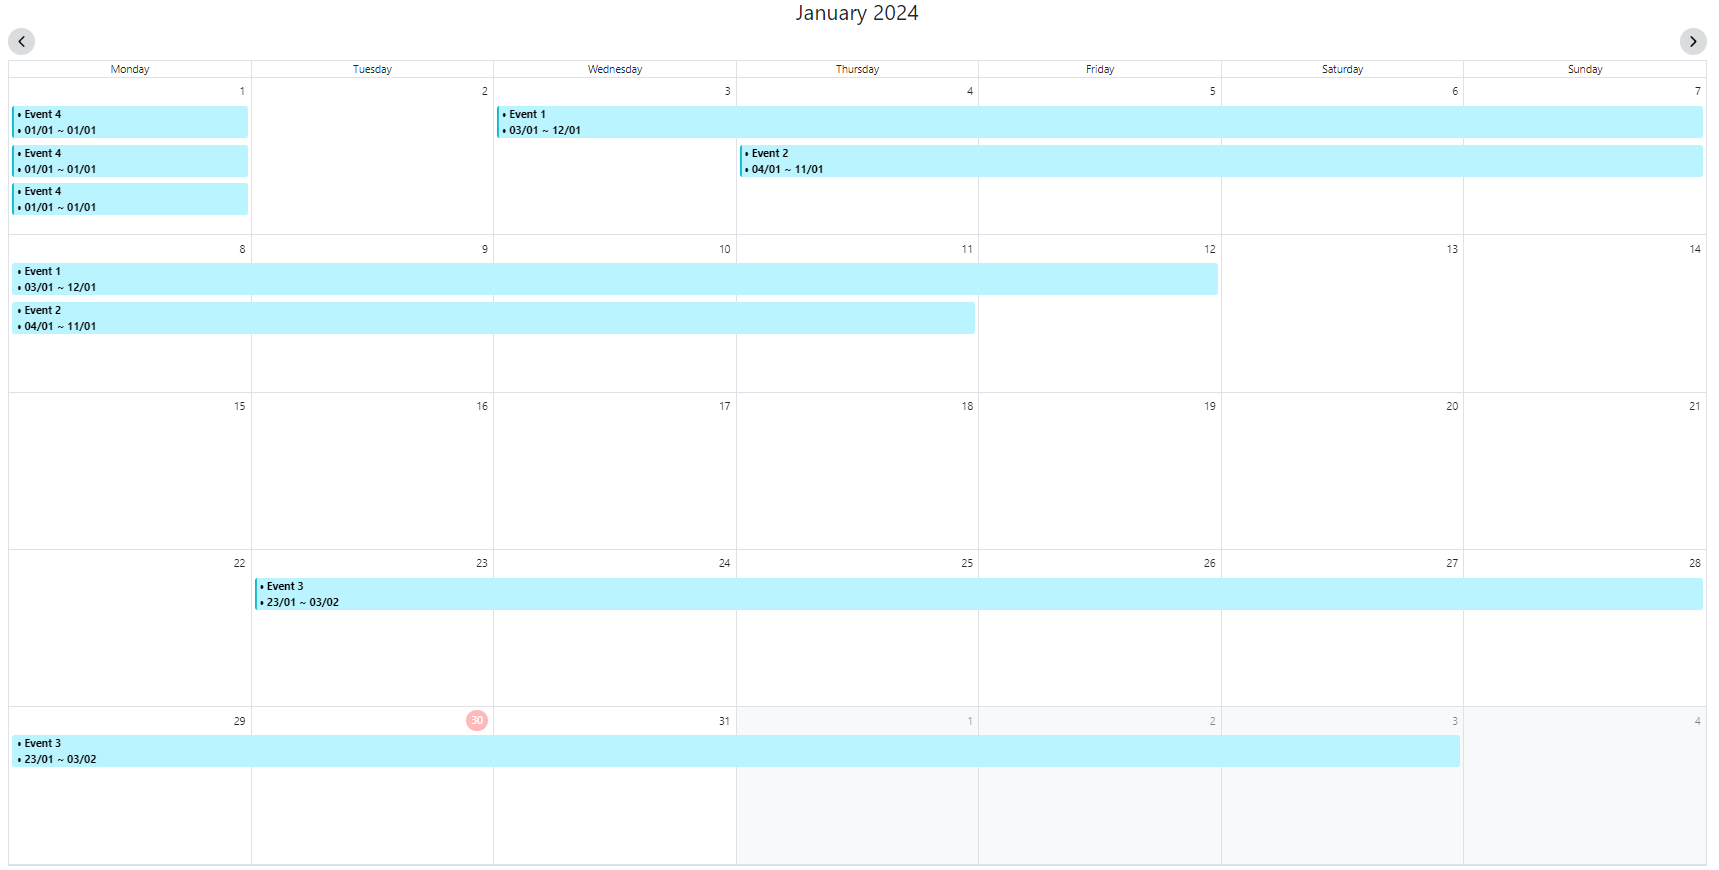 January 2024
Monday Tuesday Wednesday Thursday Friday Saturday Sunday
1 2 3 4 5 6 7
• Event 4 • Event 1
• 01/01 ~ 01/01 • 03/01 ~ 12/01
• Event 4 • Event 2
• 01/01 ~ 01/01 • 04/01 ~ 11/01
• Event 4
• 01/01 ~ 01/01
8 9 10 11 12 13 14
• Event 1
• 03/01 ~ 12/01
• Event 2
• 04/01 ~ 11/01
15 16 17 18 19 20 21
22 23 24 25 26 27 28
• Event 3
• 23/01 ~ 03/02
29 30 31 1 2 3 4
• Event 3
• 23/01 ~ 03/02